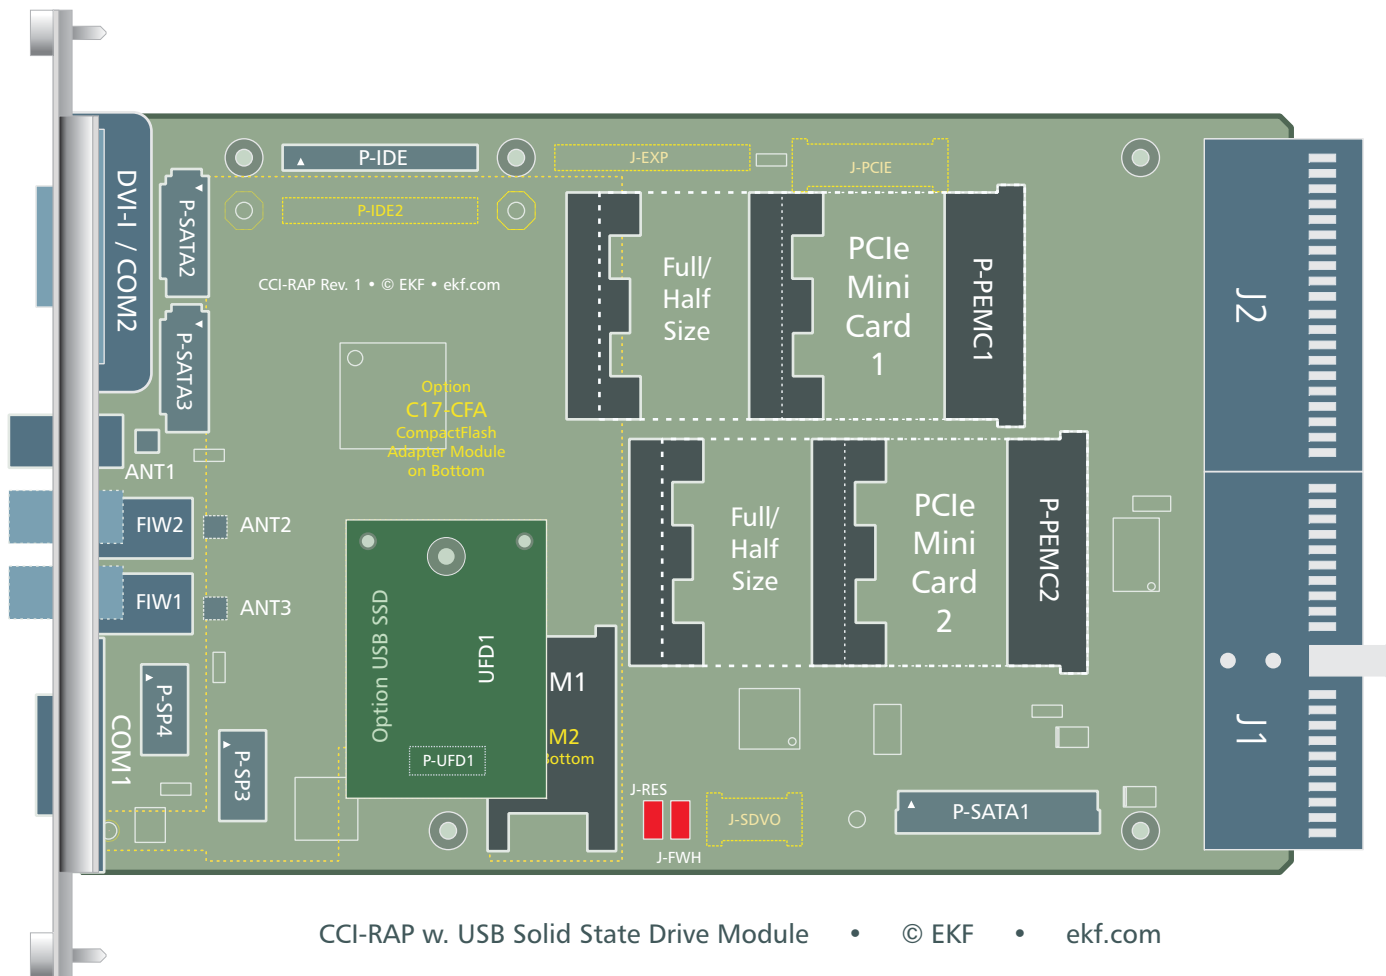 P-IDE
J-EXP
J-PCIE
P-IDE2
DVI-I / COM2
P-SATA2
P-SATA3
CCI-RAP Rev. 1 • © EKF • ekf.com
Full/
Half
Size
PCIe
Mini
Card
1
P-PEMC1
J2
Option
C17-CFA
CompactFlash
Adapter Module
on Bottom
ANT1
FIW2
ANT2
FIW1
ANT3
Full/
Half
Size
PCIe
Mini
Card
2
P-PEMC2
Option USB SSD
UFD1
P-UFD1
M1
M2
Bottom
COM1
P-SP4
P-SP3
J-RES
J-FWH
J-SDVO
P-SATA1
J1
CCI-RAP w. USB Solid State Drive Module • © EKF • ekf.com